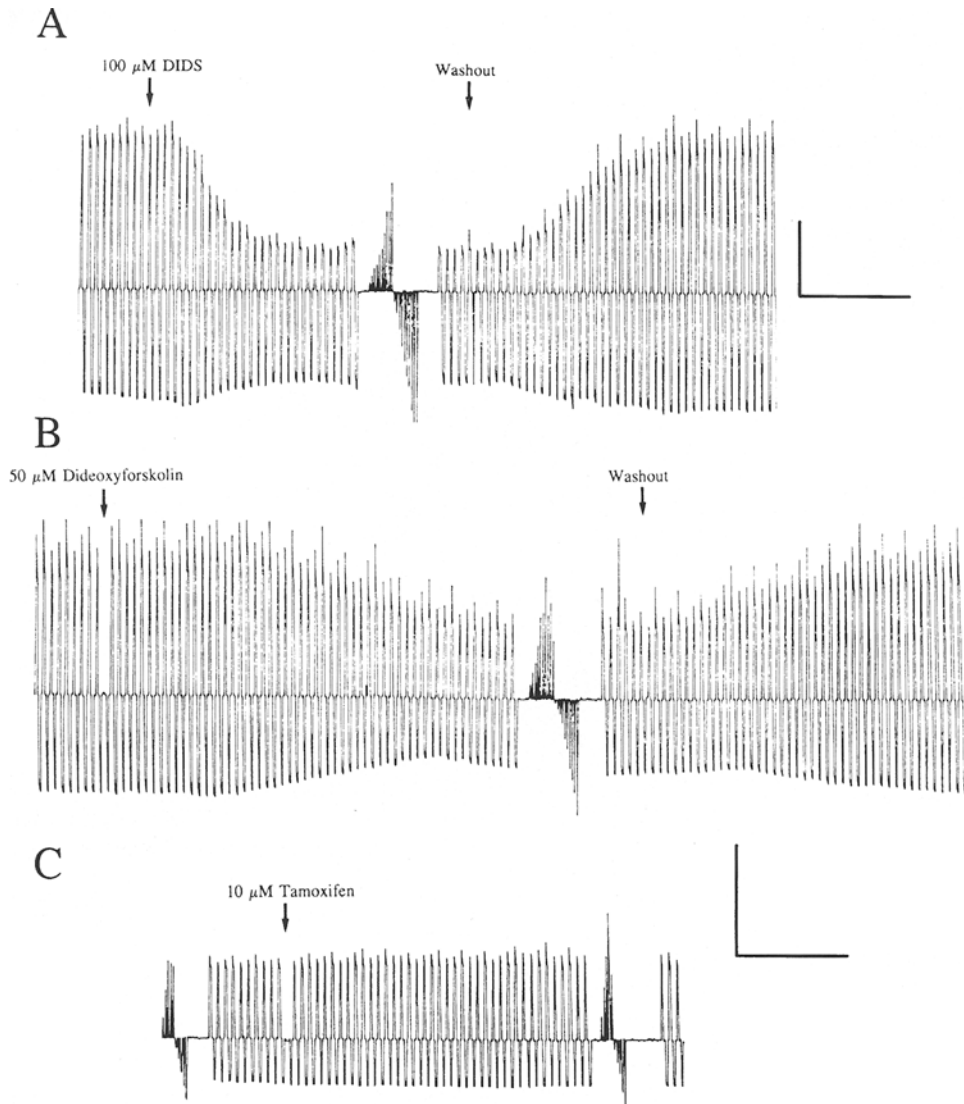 A
100 μM DIDS
Washout
B
50 μM Dideoxyforskolin
Washout
C
10 μM Tamoxifen